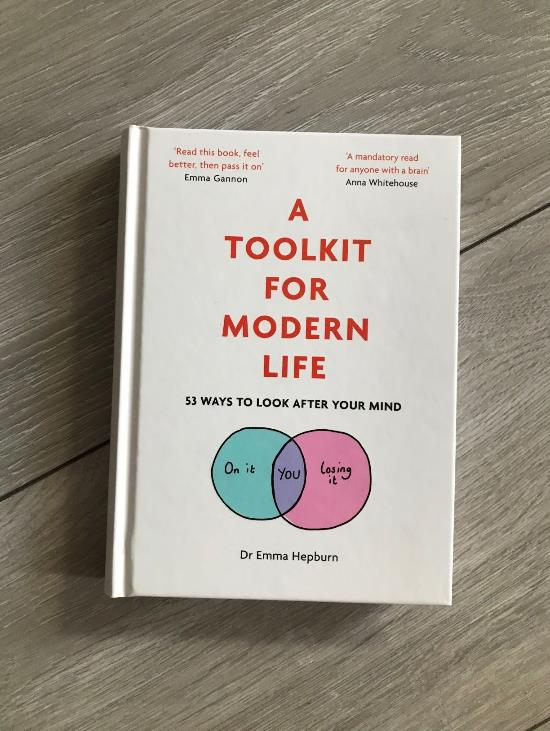 'Read this book, feel
better, then pass it on'
Emma Gannon
'A mandatory read
for anyone with a brain'
Anna Whitehouse
A
TOOLKIT
FOR
MODERN
LIFE
53 WAYS TO LOOK AFTER YOUR MIND
On it
YOU
Losing
it
Dr Emma Hepburn